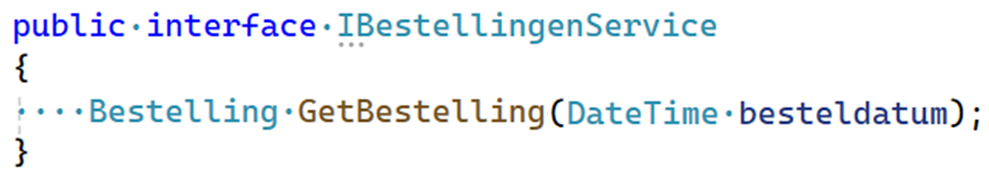 public interface IBestellingenService
{
    Bestelling GetBestelling(DateTime besteldatum);
}